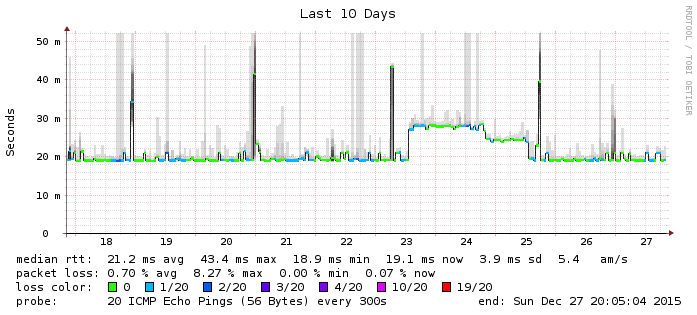 Last 10 Days
RRDTOOL / TOBI OETIKER
Seconds
50 m
40 m
30 m
20 m
10 m
0
18 19 20 21 22 23 24 25 26 27
median rtt: 21.2 ms avg 43.4 ms max 18.9 ms min 19.1 ms now 3.9 ms sd 5.4 am/s
packet loss: 0.70 % avg 8.27 % max 0.00 % min 0.07 % now
loss color: 0 1/20 2/20 3/20 4/20 10/20 19/20
probe: 20 ICMP Echo Pings (56 Bytes) every 300s end: Sun Dec 27 20:05:04 2015